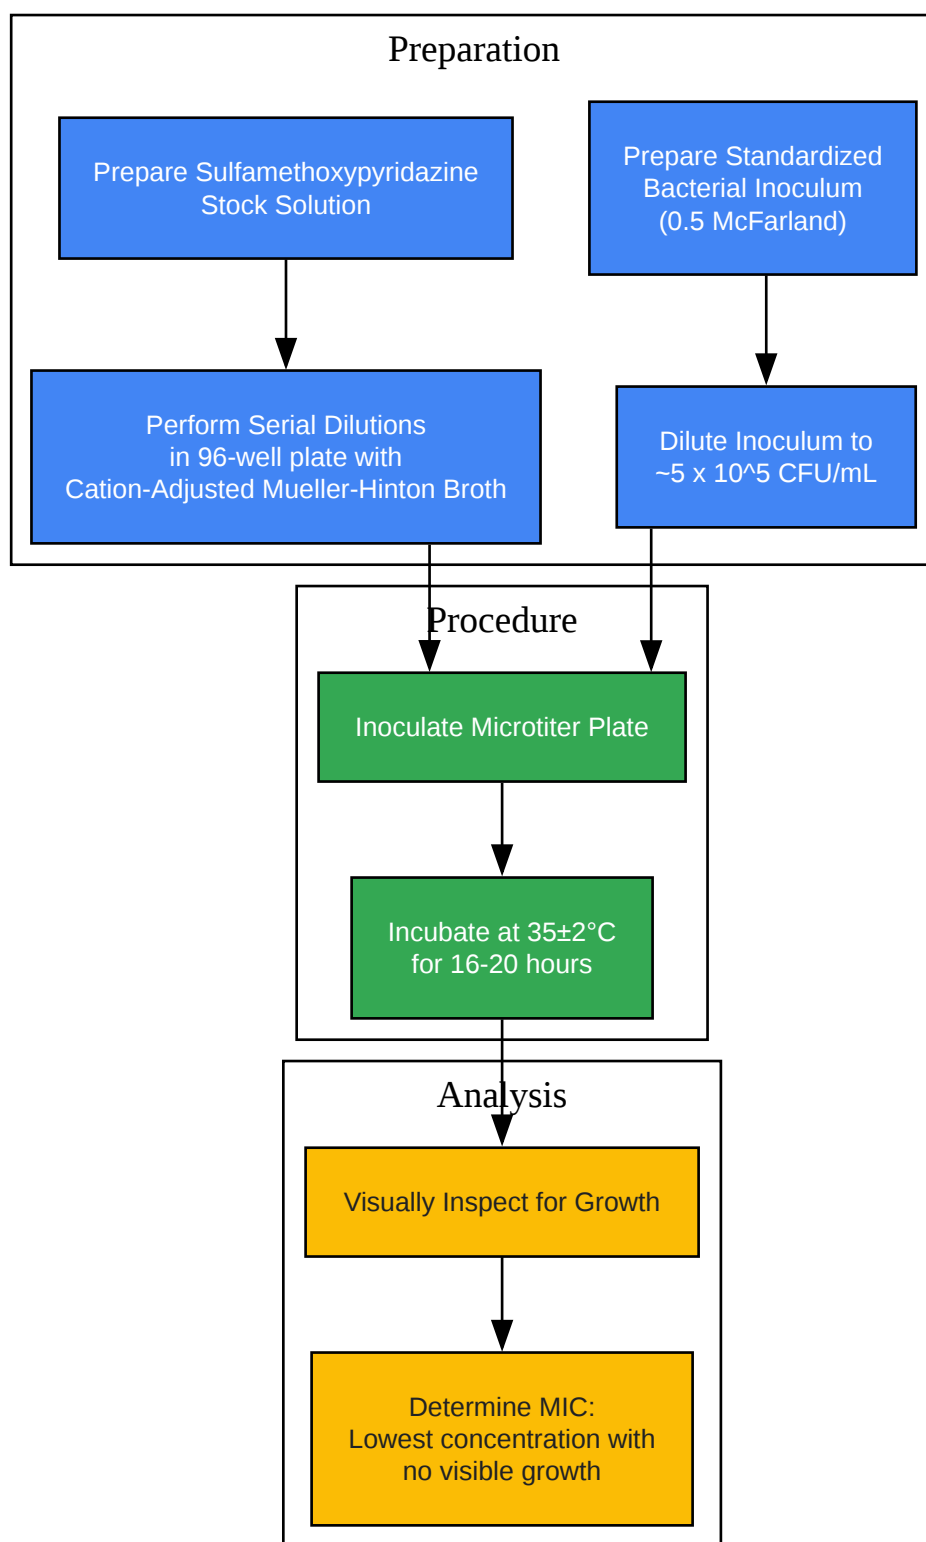 Preparation
Prepare Sulfamethoxypyridazine
Stock Solution
Prepare Standardized
Bacterial Inoculum
(0.5 McFarland)
Perform Serial Dilutions
in 96-well plate with
Cation-Adjusted Mueller-Hinton Broth
Dilute Inoculum to
~5 x 10^5 CFU/mL
Procedure
Inoculate Microtiter Plate
Incubate at 35±2°C
for 16-20 hours
Analysis
Visually Inspect for Growth
Determine MIC:
Lowest concentration with
no visible growth